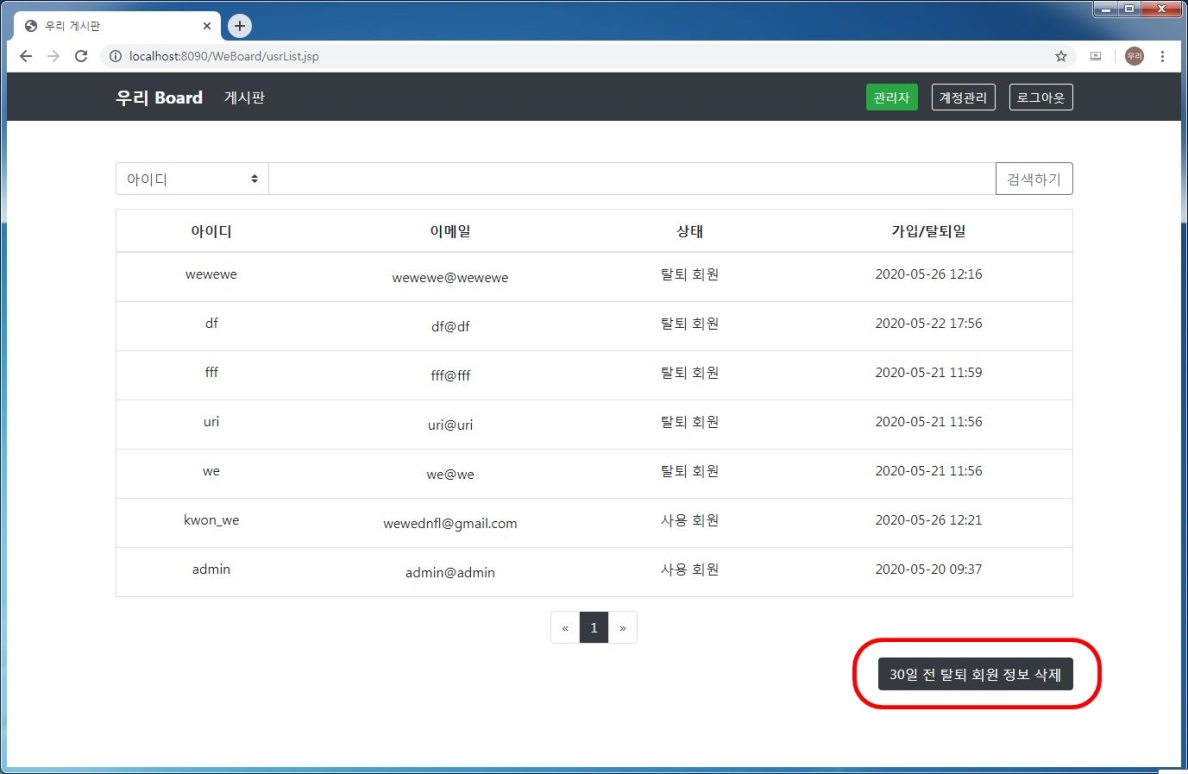 우리 게시판
localhost:8090/WeBoard/usrList.jsp
우리
우리 Board 게시판 관리자 계정관리 로그아웃
아이디 검색하기
아이디 이메일 상태 가입/탈퇴일
wewewe wewewe@wewewe 탈퇴 회원 2020-05-26 12:16
df df@df 탈퇴 회원 2020-05-22 17:56
fff fff@fff 탈퇴 회원 2020-05-21 11:59
uri uri@uri 탈퇴 회원 2020-05-21 11:56
we we@we 탈퇴 회원 2020-05-21 11:56
kwon_we wewednfl@gmail.com 사용 회원 2020-05-26 12:21
admin admin@admin 사용 회원 2020-05-20 09:37
« 1 »
30일 전 탈퇴 회원 정보 삭제